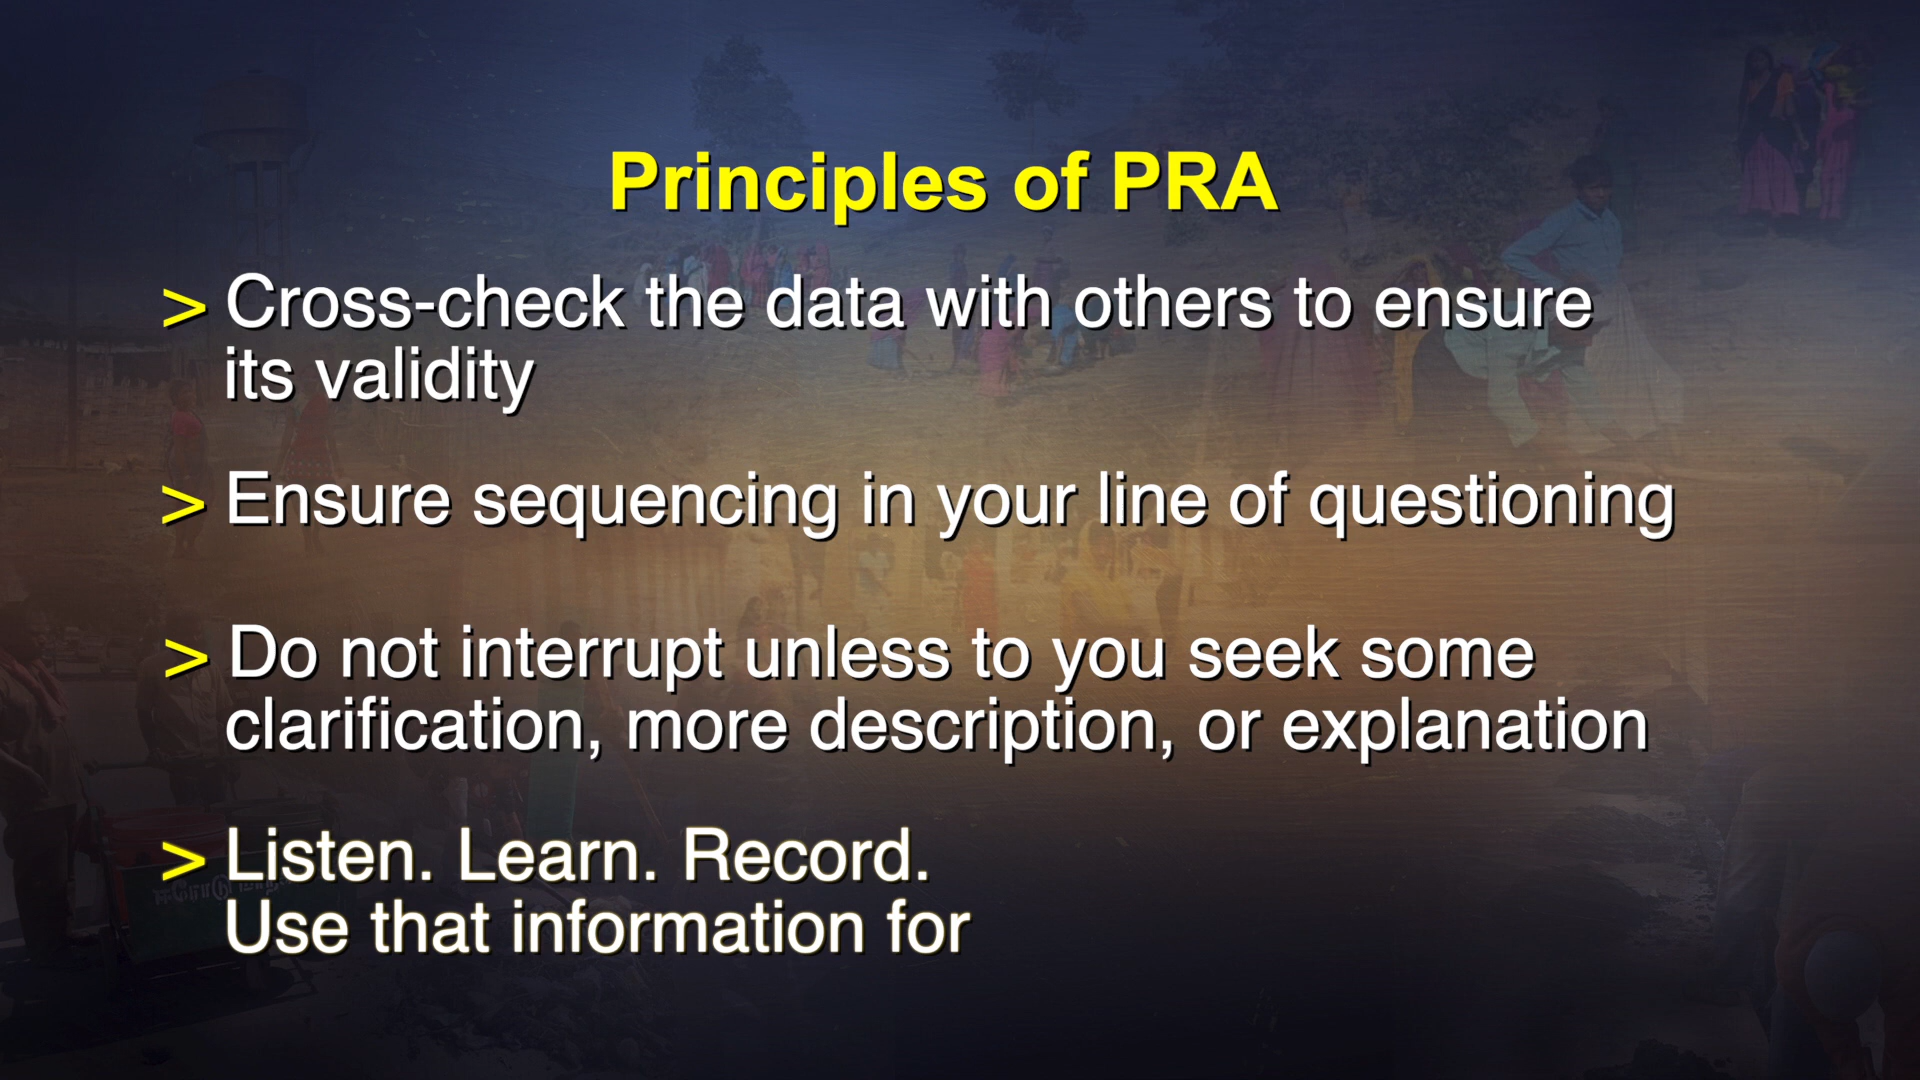 Principles of PRA
> Cross-check the data with others to ensure
its validity
> Ensure sequencing in your line of questioning
> Do not interrupt unless to you seek some
clarification, more description, or explanation
> Listen. Learn. Record.
Use that information for